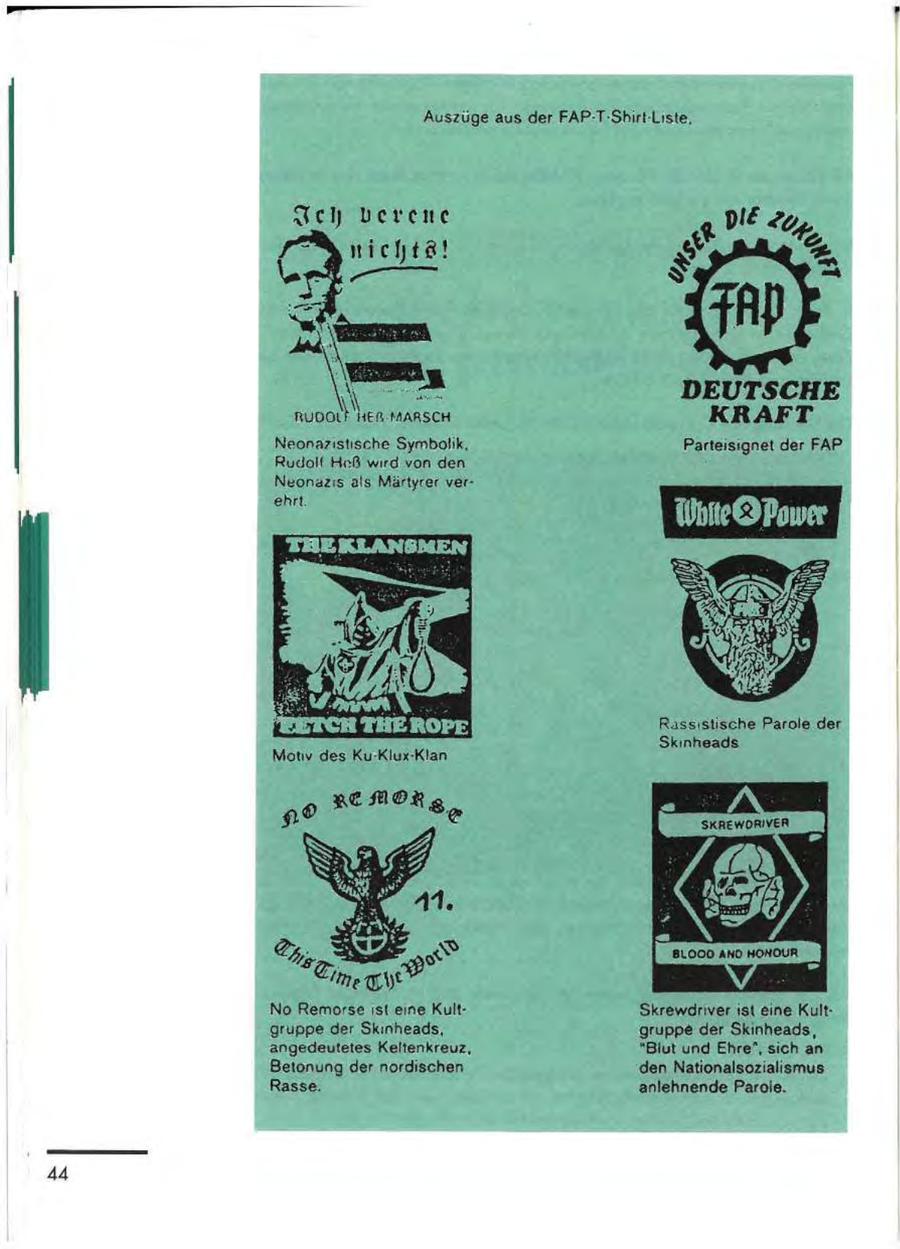 Auszüge aus der FAP-T-Shirt-Liste.
Ich bereue
nichts!
RUDOLF HEß-MARSCH
Neonazistische Symbolik,
Rudolf Heß wird von den
Neonazis als Märtyrer ver-
ehrt.
UNSER DIE ZUKUNFT
FAP
DEUTSCHE
KRAFT
Parteisignet der FAP
THE KLANSMEN
FETCH THE ROPE
Motiv des Ku-Klux-Klan
White Power
Rassistische Parole der
Skinheads
NO REMORSE
11.
This Time The World
No Remorse ist eine Kult-
gruppe der Skinheads,
angedeutetes Keltenkreuz,
Betonung der nordischen
Rasse.
SKREWDRIVER
BLOOD AND HONOUR
Skrewdriver ist eine Kult-
gruppe der Skinheads,
"Blut und Ehre", sich an
den Nationalsozialismus
anlehnende Parole.
44